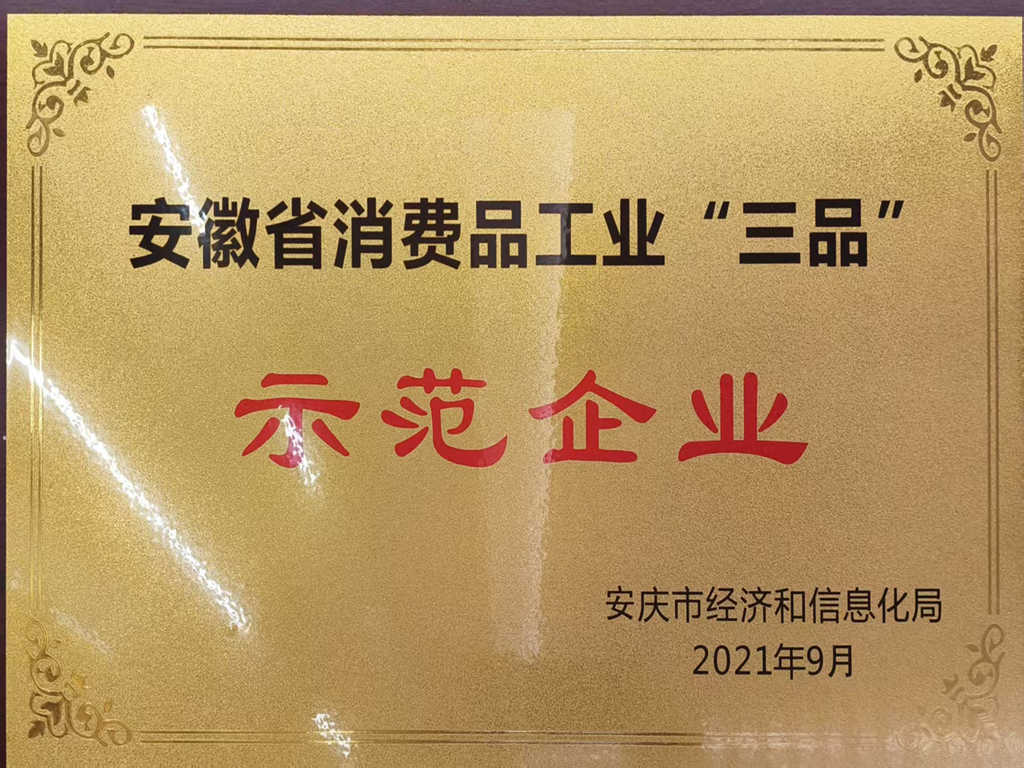 安徽省消费品工业“三品”
示范企业
安庆市经济和信息化局
2021年9月